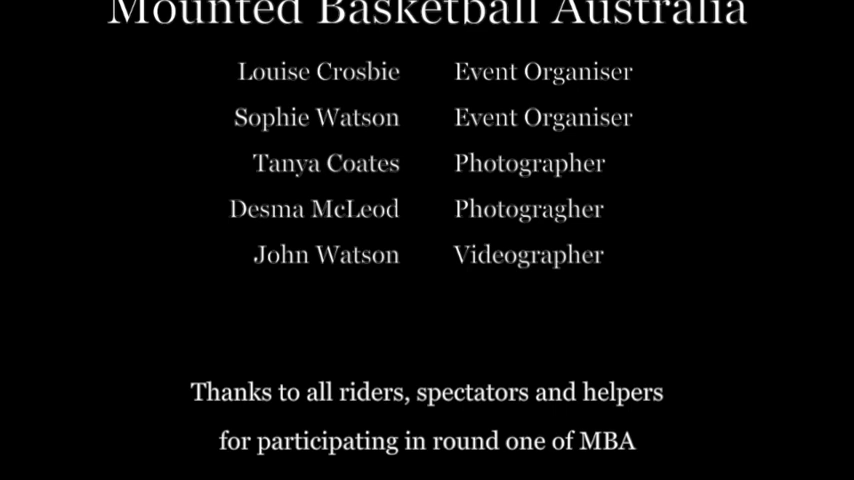 Mounted Basketball Australia
Louise Crosbie Event Organiser
Sophie Watson Event Organiser
Tanya Coates Photographer
Desma McLeod Photogragher
John Watson Videographer
Thanks to all riders, spectators and helpers
for participating in round one of MBA